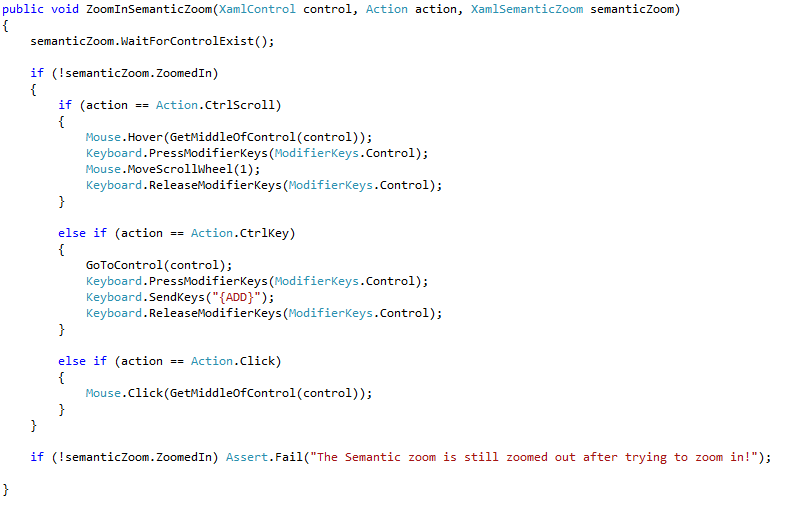 public void ZoomInSemanticZoom(XamlControl control, Action action, XamlSemanticZoom semanticZoom)
{
    semanticZoom.WaitForControlExist();

    if (!semanticZoom.ZoomedIn)
    {
        if (action == Action.CtrlScroll)
        {
            Mouse.Hover(GetMiddleOfControl(control));
            Keyboard.PressModifierKeys(ModifierKeys.Control);
            Mouse.MoveScrollWheel(1);
            Keyboard.ReleaseModifierKeys(ModifierKeys.Control);
        }

        else if (action == Action.CtrlKey)
        {
            GoToControl(control);
            Keyboard.PressModifierKeys(ModifierKeys.Control);
            Keyboard.SendKeys("{ADD}");
            Keyboard.ReleaseModifierKeys(ModifierKeys.Control);
        }

        else if (action == Action.Click)
        {
            Mouse.Click(GetMiddleOfControl(control));
        }
    }

    if (!semanticZoom.ZoomedIn) Assert.Fail("The Semantic zoom is still zoomed out after trying to zoom in!");

}